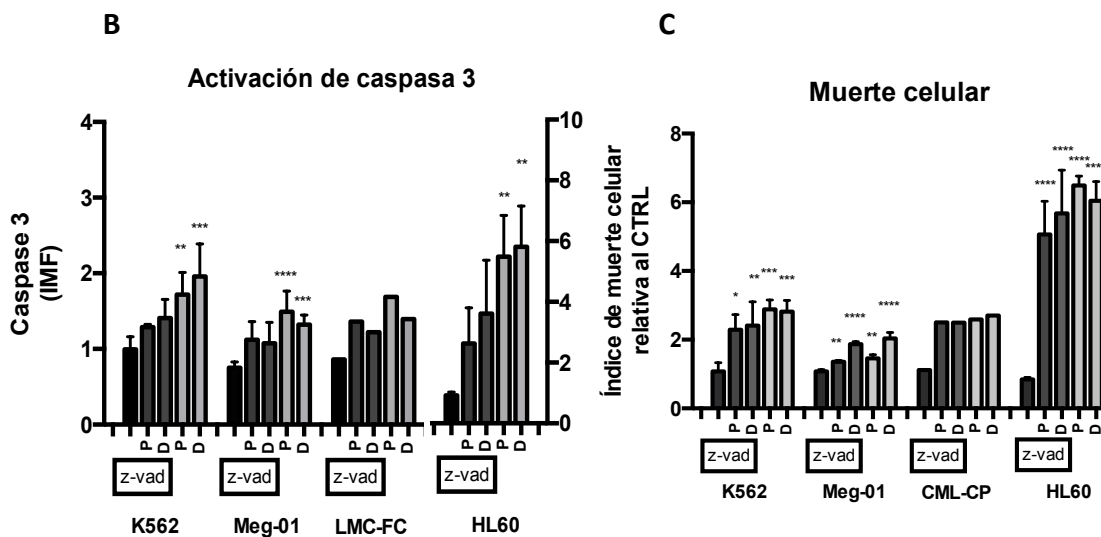 B
Activación de caspasa 3
Caspase 3
(IMF)
4
3
2
1
0
10
8
6
4
2
0
** *** **** *** ** **
P D P D P D P D P D P D P D P D
z-vad z-vad z-vad z-vad
K562 Meg-01 LMC-FC HL60
C
Muerte celular
Índice de muerte celular
relativa al CTRL
8
6
4
2
0
* ** *** *** ** **** ** **** **** **** **** ***
P D P D P D P D P D P D P D P D
z-vad z-vad z-vad z-vad
K562 Meg-01 CML-CP HL60